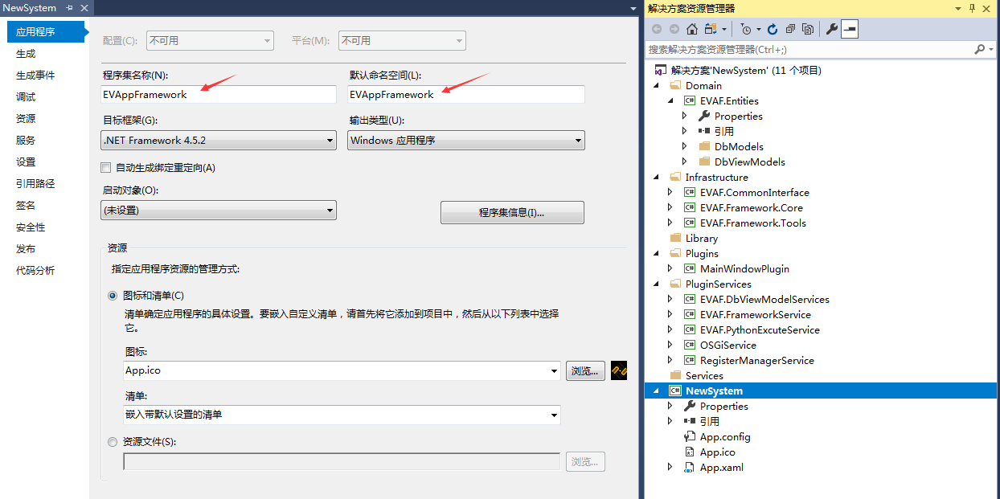 NewSystem
应用程序
生成
生成事件
调试
资源
服务
设置
引用路径
签名
安全性
发布
代码分析
配置(C): 不可用 平台(M): 不可用
程序集名称(N): 默认命名空间(L):
EVAppFramework EVAppFramework
目标框架(G): 输出类型(U):
.NET Framework 4.5.2 Windows 应用程序
自动生成绑定重定向(A)
启动对象(O):
(未设置) 程序集信息(I)...
资源
指定应用程序资源的管理方式:
图标和清单(C)
清单确定应用程序的具体设置。要嵌入自定义清单，请首先将它添加到项目中，然后从以下列表中选择
它。
图标:
App.ico 浏览...
清单:
嵌入带默认设置的清单
资源文件(S):
浏览...
解决方案资源管理器
搜索解决方案资源管理器(Ctrl+;)
解决方案'NewSystem' (11 个项目)
Domain
C# EVAF.Entities
Properties
引用
DbModels
DbViewModels
Infrastructure
C# EVAF.CommonInterface
C# EVAF.Framework.Core
C# EVAF.Framework.Tools
Library
Plugins
C# MainWindowPlugin
PluginServices
C# EVAF.DbViewModelServices
C# EVAF.FrameworkService
C# EVAF.PythonExcuteService
C# OSGiService
C# RegisterManagerService
Services
C# NewSystem
Properties
引用
App.config
App.ico
App.xaml